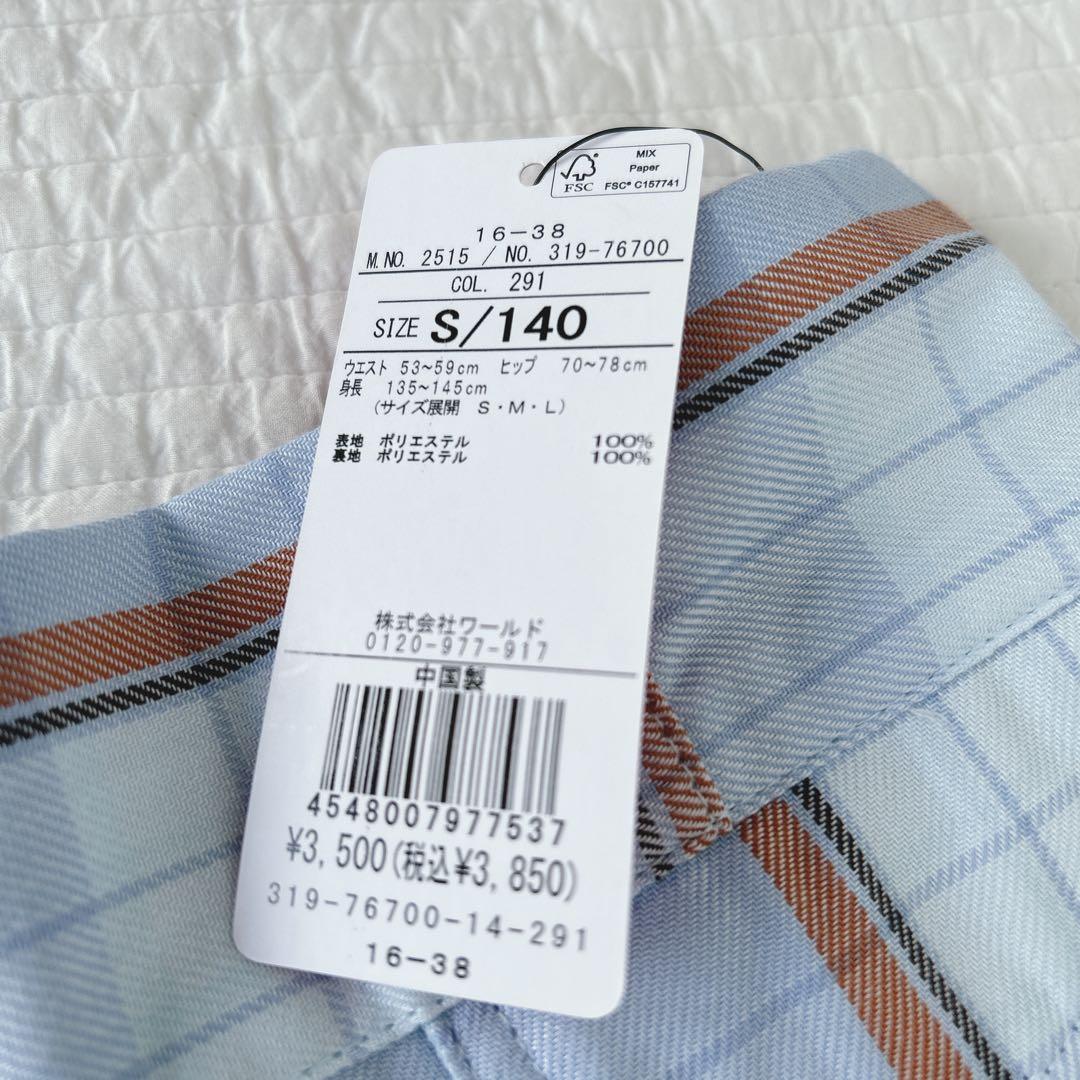 MIX
Paper
FSC
FSC® C157741
16-38
M.NO. 2515 / NO. 319-76700
COL. 291
SIZE S/140
ウエスト 53~59cm ヒップ 70~78cm
身長 135~145cm
(サイズ展開 S・M・L)
表地 ポリエステル 100%
裏地 ポリエステル 100%
株式会社ワールド
0120-977-917
中国製
4548007977537
¥3,500(税込¥3,850)
319-76700-14-291
16-38